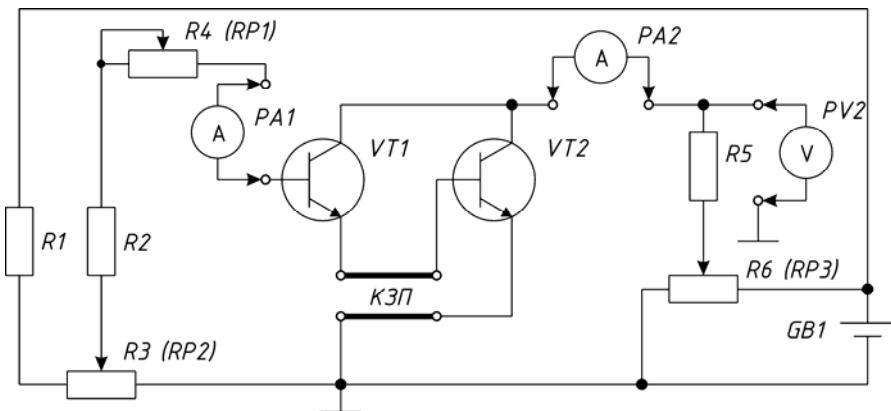 R4 (RP1)
PA2
A
PA1
A
PV2
V
VT1
VT2
R5
R1
R2
R6 (RP3)
КЗП
GB1
R3 (RP2)